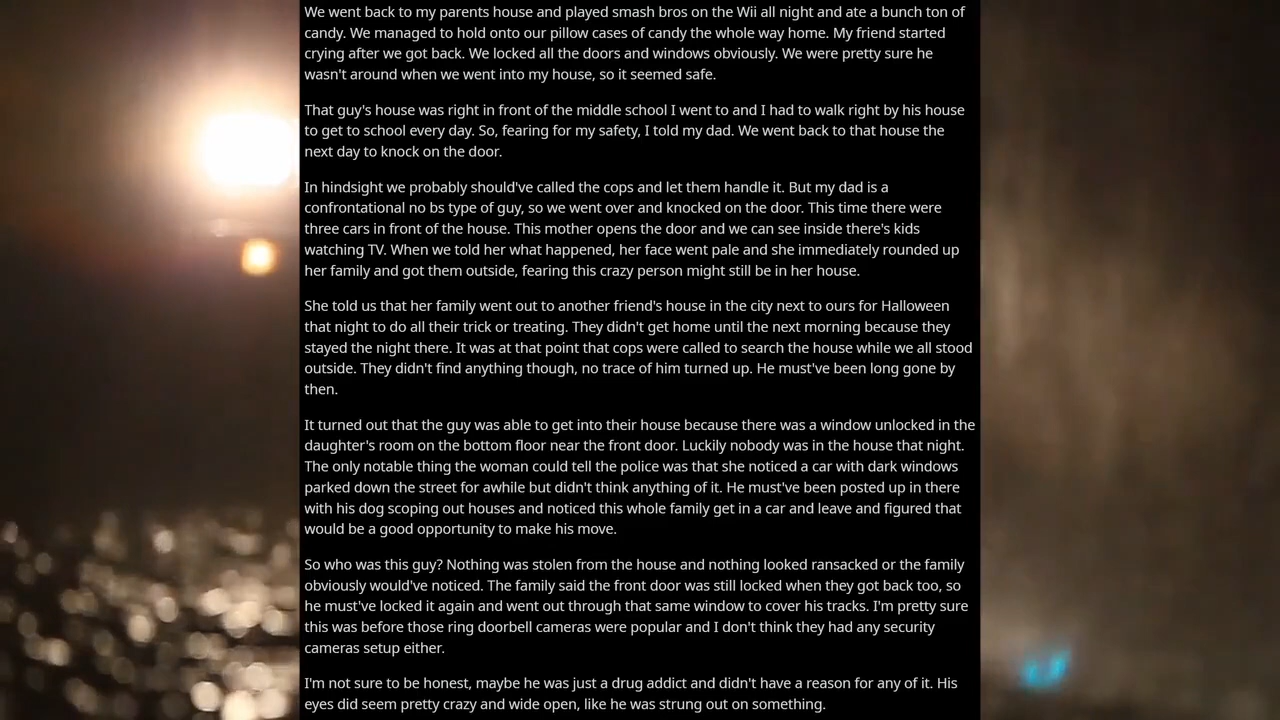 We went back to my parents house and played smash bros on the Wii all night and ate a bunch ton of
candy. We managed to hold onto our pillow cases of candy the whole way home. My friend started
crying after we got back. We locked all the doors and windows obviously. We were pretty sure he
wasn't around when we went into my house, so it seemed safe.
That guy's house was right in front of the middle school I went to and I had to walk right by his house
to get to school every day. So, fearing for my safety, I told my dad. We went back to that house the
next day to knock on the door.
In hindsight we probably should've called the cops and let them handle it. But my dad is a
confrontational no bs type of guy, so we went over and knocked on the door. This time there were
three cars in front of the house. This mother opens the door and we can see inside there's kids
watching TV. When we told her what happened, her face went pale and she immediately rounded up
her family and got them outside, fearing this crazy person might still be in her house.
She told us that her family went out to another friend's house in the city next to ours for Halloween
that night to do all their trick or treating. They didn't get home until the next morning because they
stayed the night there. It was at that point that cops were called to search the house while we all stood
outside. They didn't find anything though, no trace of him turned up. He must've been long gone by
then.
It turned out that the guy was able to get into their house because there was a window unlocked in the
daughter's room on the bottom floor near the front door. Luckily nobody was in the house that night.
The only notable thing the woman could tell the police was that she noticed a car with dark windows
parked down the street for awhile but didn't think anything of it. He must've been posted up in there
with his dog scoping out houses and noticed this whole family get in a car and leave and figured that
would be a good opportunity to make his move.
So who was this guy? Nothing was stolen from the house and nothing looked ransacked or the family
obviously would've noticed. The family said the front door was still locked when they got back too, so
he must've locked it again and went out through that same window to cover his tracks. I'm pretty sure
this was before those ring doorbell cameras were popular and I don't think they had any security
cameras setup either.
I'm not sure to be honest, maybe he was just a drug addict and didn't have a reason for any of it. His
eyes did seem pretty crazy and wide open, like he was strung out on something.